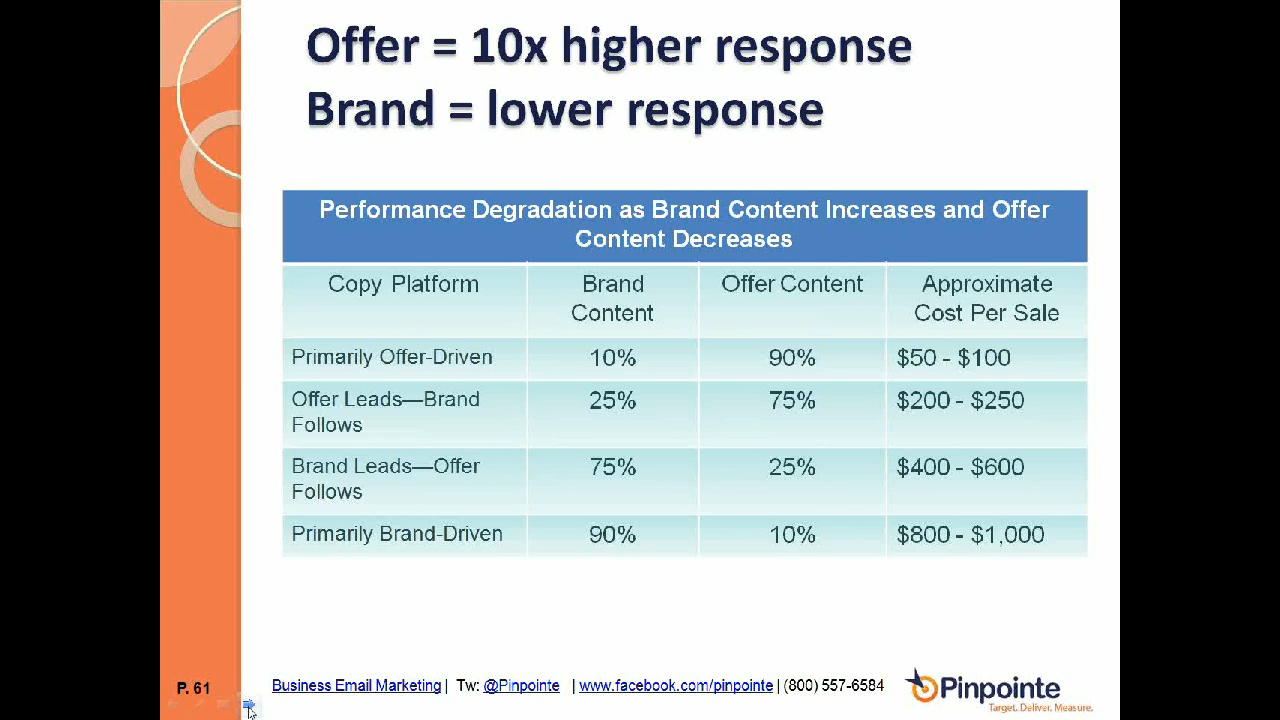 Offer = 10x higher response
Brand = lower response
Performance Degradation as Brand Content Increases and Offer
Content Decreases
Copy Platform
Brand
Content
Offer Content
Approximate
Cost Per Sale
Primarily Offer-Driven 10% 90% $50 - $100
Offer Leads—Brand
Follows
25% 75% $200 - $250
Brand Leads—Offer
Follows
75% 25% $400 - $600
Primarily Brand-Driven 90% 10% $800 - $1,000
P. 61
Business Email Marketing | Tw: @Pinpointe | www.facebook.com/pinpointe | (800) 557-6584
Pinpointe
Target. Deliver. Measure.